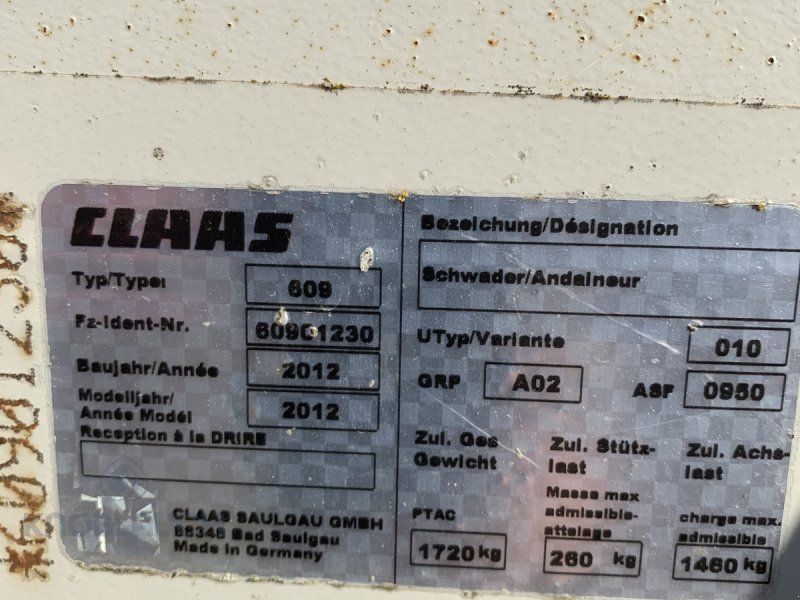 CLAAS
Typ/Type: 609
Fz-Ident-Nr. 60901230
Baujahr/Année 2012
Modelljahr/
Année Modél 2012
Reception à la DRIRE
CLAAS SAULGAU GMBH
88348 Bad Saulgau
Made in Germany
Bezeichung/Désignation
Schwader/Andaineur
UTyp/Variante 010
GRP A02 ASF 0950
Zul. Ges
Gewicht
PTAC
1720 kg
Zul. Stütz-
last
Masse max
admissible-
attelage
260 kg
Zul. Achs-
last
charge max.
admissible
1460 kg